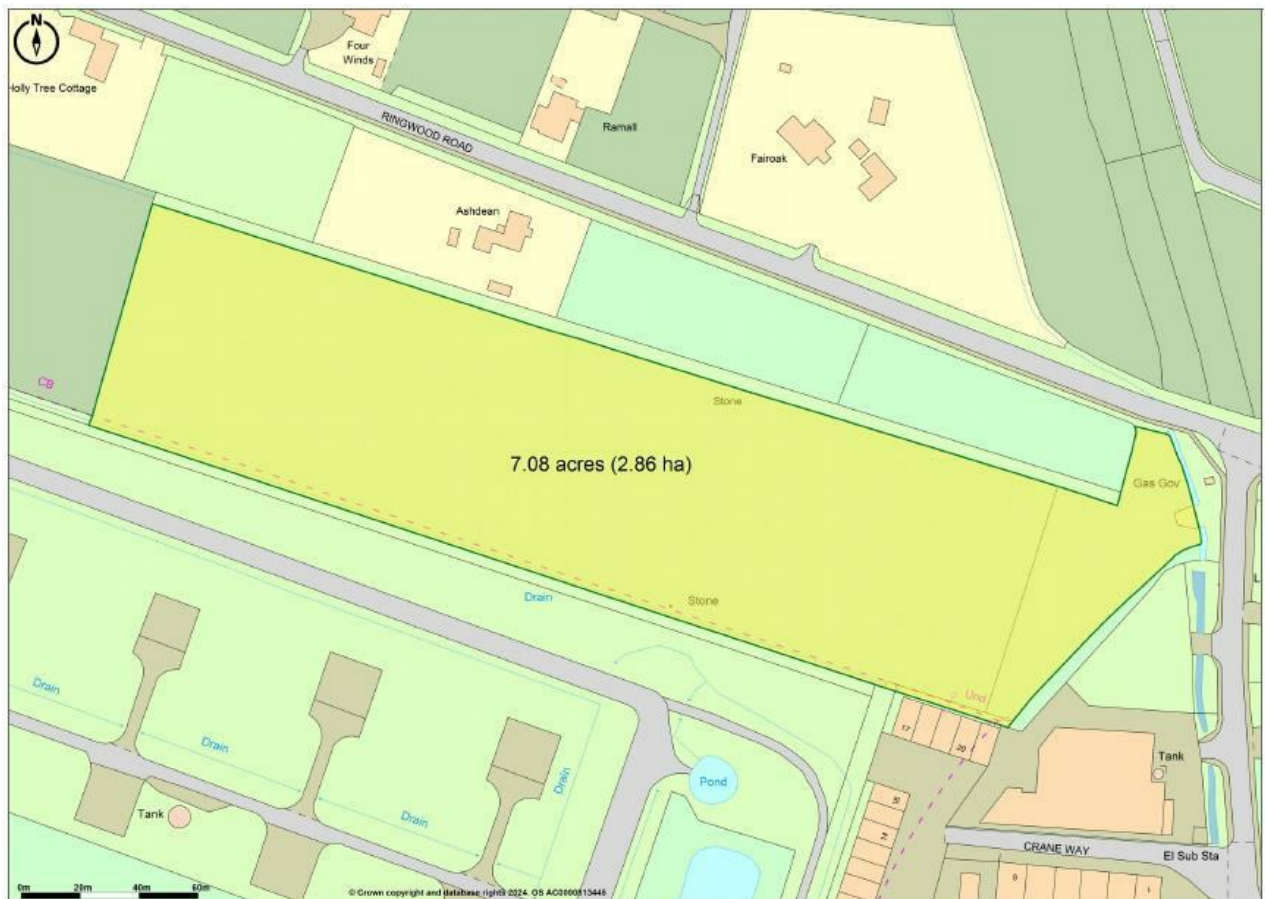 N
Four
Winds
Holly Tree Cottage
RINGWOOD ROAD
Ramall
Fairoak
Ashdean
CB
Stone
7.08 acres (2.86 ha)
Gas Gov
Drain
Stone
Und
Drain
Drain
Drain
Drain
Pond
Tank
17
20
Tank
CRANE WAY
El Sub Sta
9
1
0m 20m 40m 60m
© Crown copyright and database rights 2024. OS AC0000813445